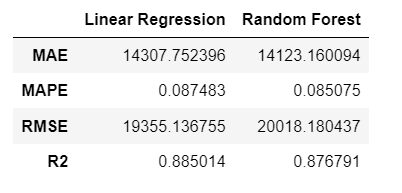 Linear Regression Random Forest
MAE 14307.752396 14123.160094
MAPE 0.087483 0.085075
RMSE 19355.136755 20018.180437
R2 0.885014 0.876791